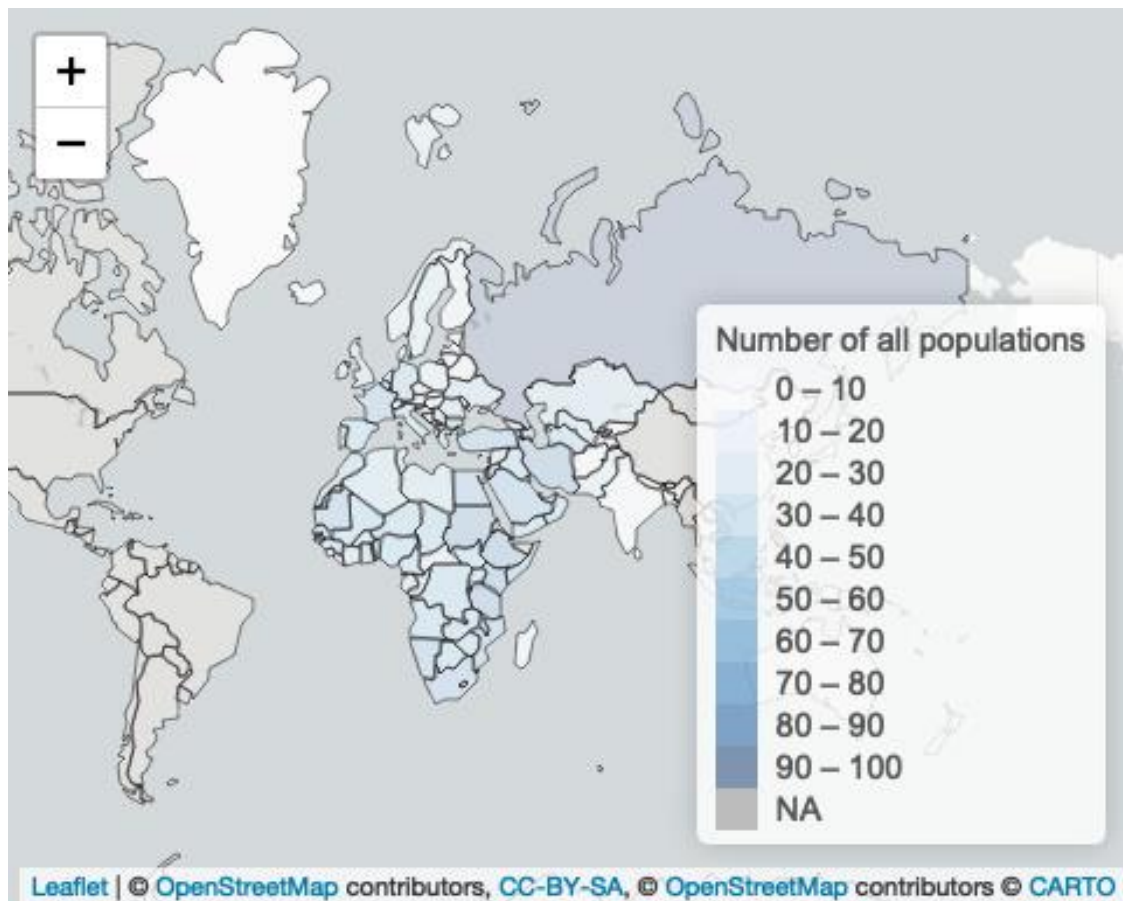 +
−
Number of all populations
0 – 10
10 – 20
20 – 30
30 – 40
40 – 50
50 – 60
60 – 70
70 – 80
80 – 90
90 – 100
NA
Leaflet | © OpenStreetMap contributors, CC-BY-SA, © OpenStreetMap contributors © CARTO